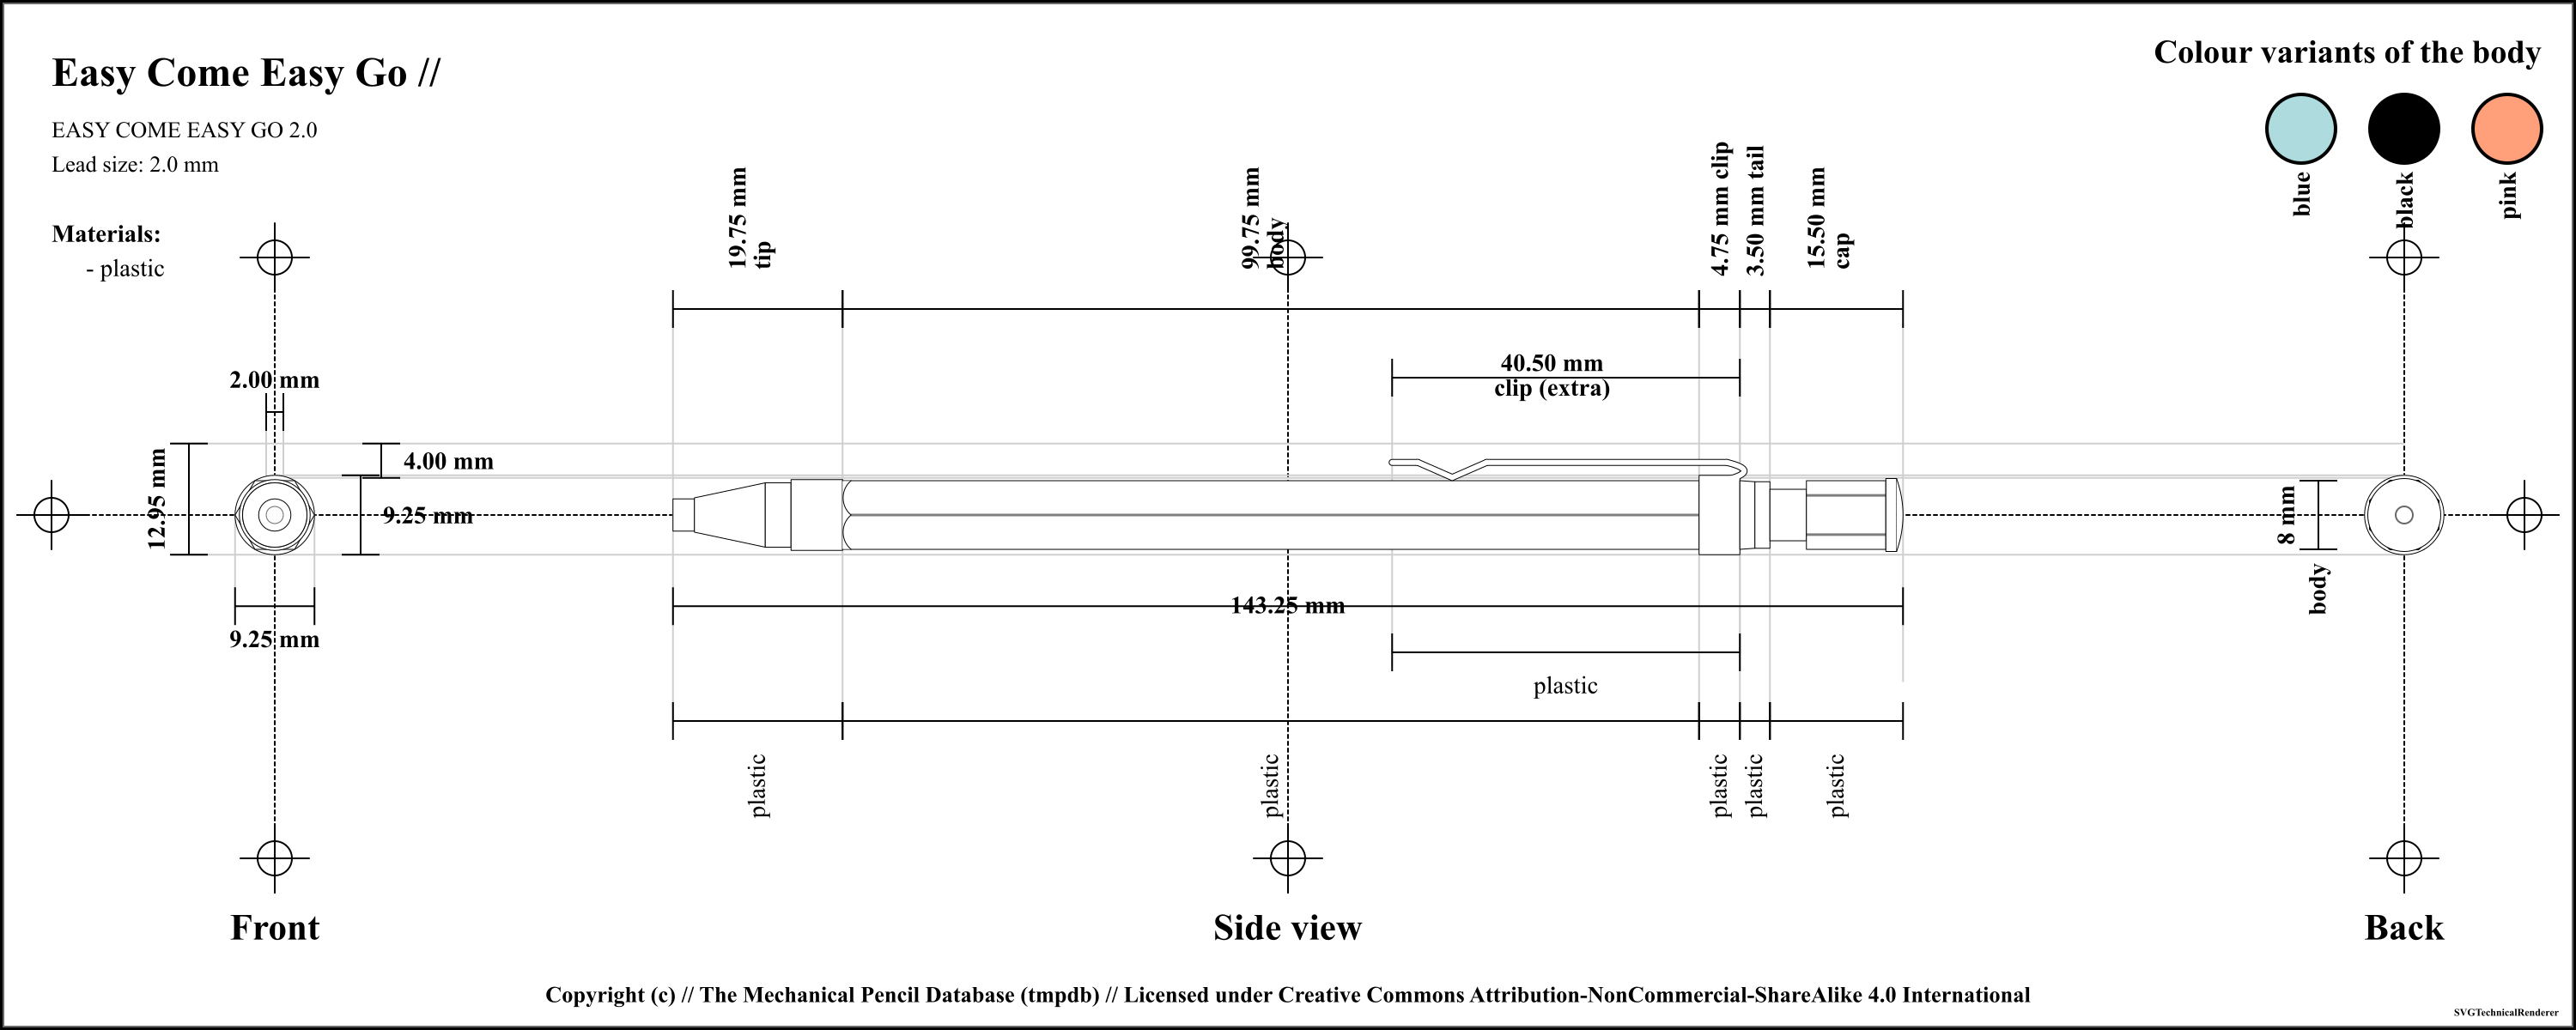 Easy Come Easy Go //
EASY COME EASY GO 2.0
Lead size: 2.0 mm
Materials:
- plastic
Colour variants of the body
blue
black
pink
19.75 mm
tip
99.75 mm
body
4.75 mm clip
3.50 mm tail
15.50 mm
cap
40.50 mm
clip (extra)
2.00 mm
12.95 mm
4.00 mm
9.25 mm
9.25 mm
8 mm
body
143.25 mm
plastic
plastic
plastic
plastic
plastic
plastic
Front
Side view
Back
Copyright (c) // The Mechanical Pencil Database (tmpdb) // Licensed under Creative Commons Attribution-NonCommercial-ShareAlike 4.0 International
SVGTechnicalRenderer